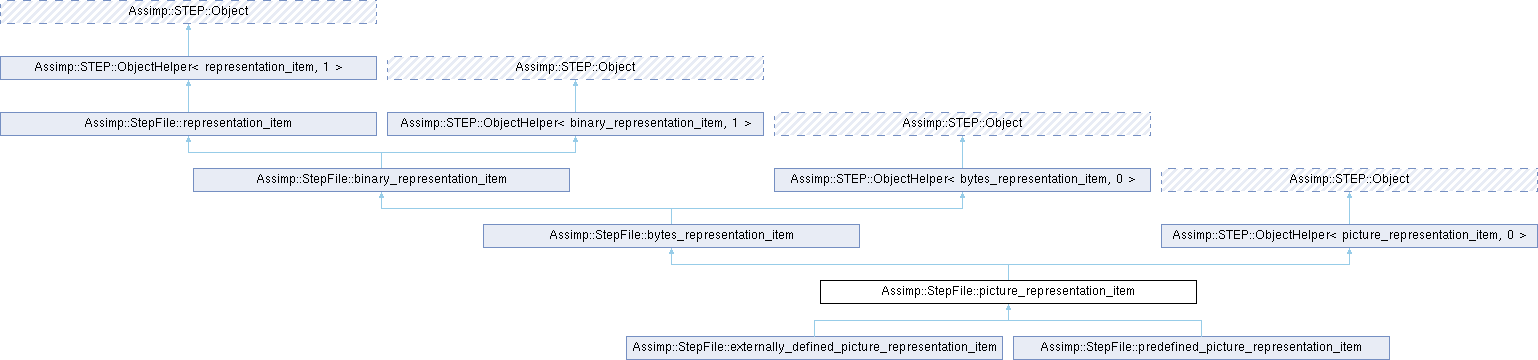 Assimp::STEP::Object
Assimp::STEP::ObjectHelper< representation_item, 1 >
Assimp::STEP::Object
Assimp::StepFile::representation_item
Assimp::STEP::ObjectHelper< binary_representation_item, 1 >
Assimp::STEP::Object
Assimp::StepFile::binary_representation_item
Assimp::STEP::ObjectHelper< bytes_representation_item, 0 >
Assimp::STEP::Object
Assimp::StepFile::bytes_representation_item
Assimp::STEP::ObjectHelper< picture_representation_item, 0 >
Assimp::StepFile::picture_representation_item
Assimp::StepFile::externally_defined_picture_representation_item
Assimp::StepFile::predefined_picture_representation_item